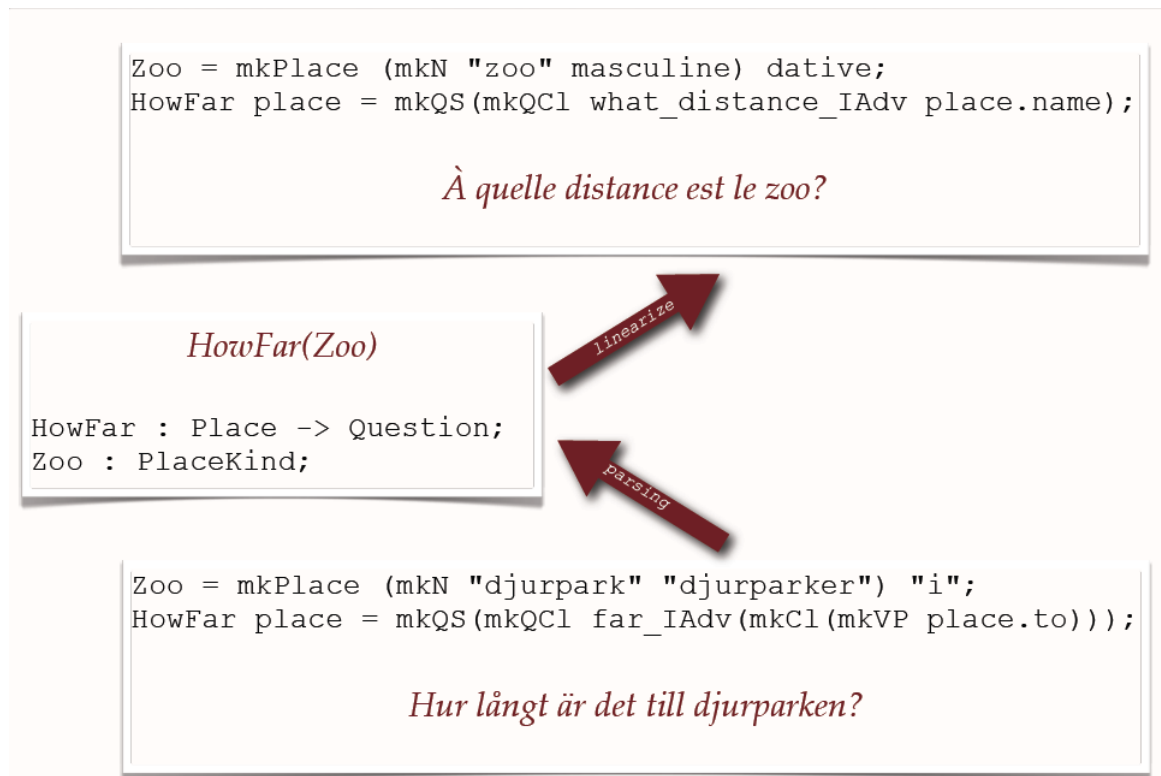 Zoo = mkPlace (mkN "zoo" masculine) dative;
HowFar place = mkQS(mkQCl what_distance_IAdv place.name);
À quelle distance est le zoo?
linearize
HowFar(Zoo)
HowFar : Place -> Question;
Zoo : PlaceKind;
parsing
Zoo = mkPlace (mkN "djurpark" "djurparker") "i";
HowFar place = mkQS(mkQCl far_IAdv(mkCl(mkVP place.to)));
Hur långt är det till djurparken?